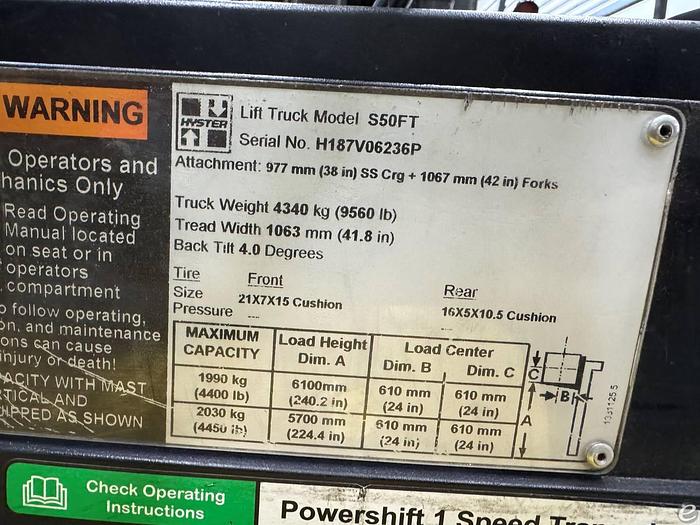 WARNING
Operators and
hanics Only
Read Operating
Manual located
on seat or in
operators
compartment
o follow operating,
on, and maintenance
ons can cause
injury or death!
ACITY WITH MAST
TICAL AND
IPPED AS SHOWN
HYSTER
Lift Truck Model S50FT
Serial No. H187V06236P
Attachment: 977 mm (38 in) SS Crg + 1067 mm (42 in) Forks
Truck Weight 4340 kg (9560 lb)
Tread Width 1063 mm (41.8 in)
Back Tilt 4.0 Degrees
Tire Front Rear
Size 21X7X15 Cushion 16X5X10.5 Cushion
Pressure --- ---
MAXIMUM CAPACITY Load Height Dim. A Load Center Dim. B Dim. C
1990 kg 6100mm 610 mm 610 mm
(4400 lb) (240.2 in) (24 in) (24 in)
2030 kg 5700 mm 610 mm 610 mm
(4450 lb) (224.4 in) (24 in) (24 in)
C
B
A
Check Operating
Instructions
Powershift 1 Speed Tra